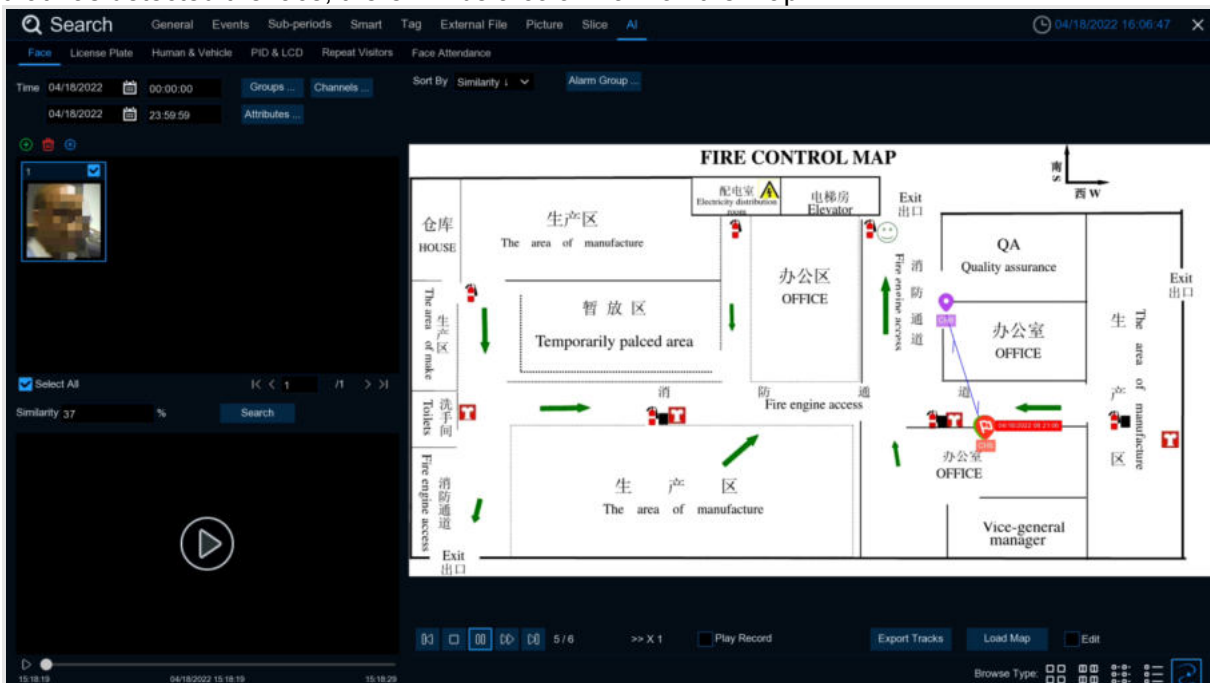 Search General Events Sub-periods Smart Tag External File Picture Slice AI 04/18/2022 16:06:47
Face License Plate Human & Vehicle PID & LCD Repeat Visitors Face Attendance
Time 04/18/2022 00:00:00 Groups ... Channels ... Sort By Similarity ↓ Alarm Group ...
04/18/2022 23:59:59 Attributes ...
1
FIRE CONTROL MAP
南 S
西 W
仓库
HOUSE
生产区
The area of manufacture
配电室
Electricity distribution
room
电梯房
Elevator
Exit
出口
QA
Quality assurance
Exit
出口
The area of make
生产区
暂放区
Temporarily palced area
办公区
OFFICE
Fire engine access
消防通道
办公室
OFFICE
生产区
The area of manufacture
Select All 1 /1
Similarity 37 % Search
Toilets
洗手间
消防通道
Fire engine access
04/18/2022 08:21:00
办公室
OFFICE
Fire engine access
消防通道
生产区
The area of manufacture
Vice-general
manager
Exit
出口
5 / 6 >> X 1 Play Record Export Tracks Load Map Edit
Browse Type:
15:18:19 04/18/2022 15:18:19 15:18:29